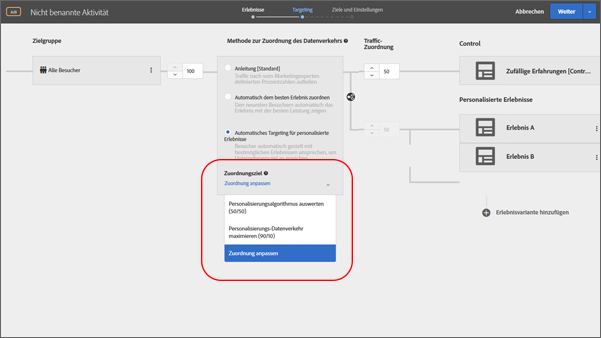 A/B
Nicht benannte Aktivität
Erlebnisse
Targeting
Ziele und Einstellungen
Abbrechen
Weiter
Zielgruppe
Alle Besucher
100
Methode zur Zuordnung des Datenverkehrs
Anleitung [Standard]
Traffic nach vom Marketingexperten
definierten Prozentzahlen aufteilen
Automatisch dem besten Erlebnis zuordnen
Den neuesten Besuchern automatisch das
Erlebnis mit der besten Leistung zeigen
Automatisches Targeting für personalisierte
Erlebnisse
Besucher automatisch gezielt mit
bestmöglichen Erlebnissen ansprechen, um
Zuordnungsziel
Zuordnung anpassen
Personalisierungsalgorithmus auswerten
(50/50)
Personalisierungs-Datenverkehr
maximieren (90/10)
Zuordnung anpassen
Traffic-
Zuordnung
50
50
Control
Zufällige Erfahrungen [Contr...
Personalisierte Erlebnisse
Erlebnis A
Erlebnis B
Erlebnisvariante hinzufügen